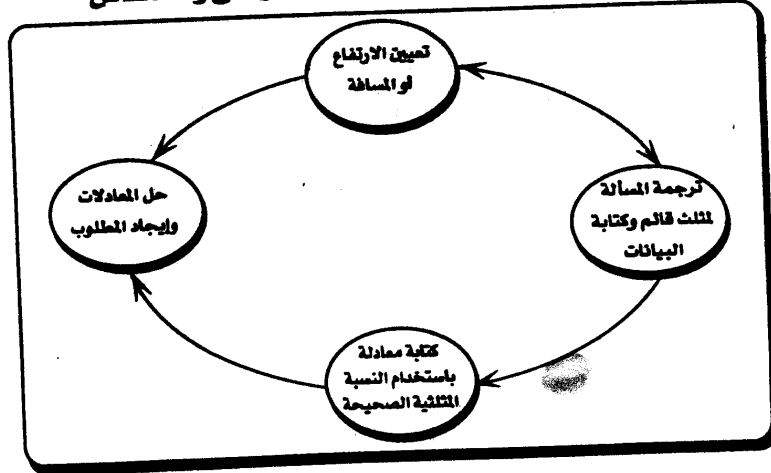 تعيين الارتفاع
أو المسافة
ترجمة المسألة
لمثلث قائم وكتابة
البيانات
كتابة معادلة
باستخدام النسبة
المثلثية الصحيحة
حل المعادلات
وإيجاد المطلوب